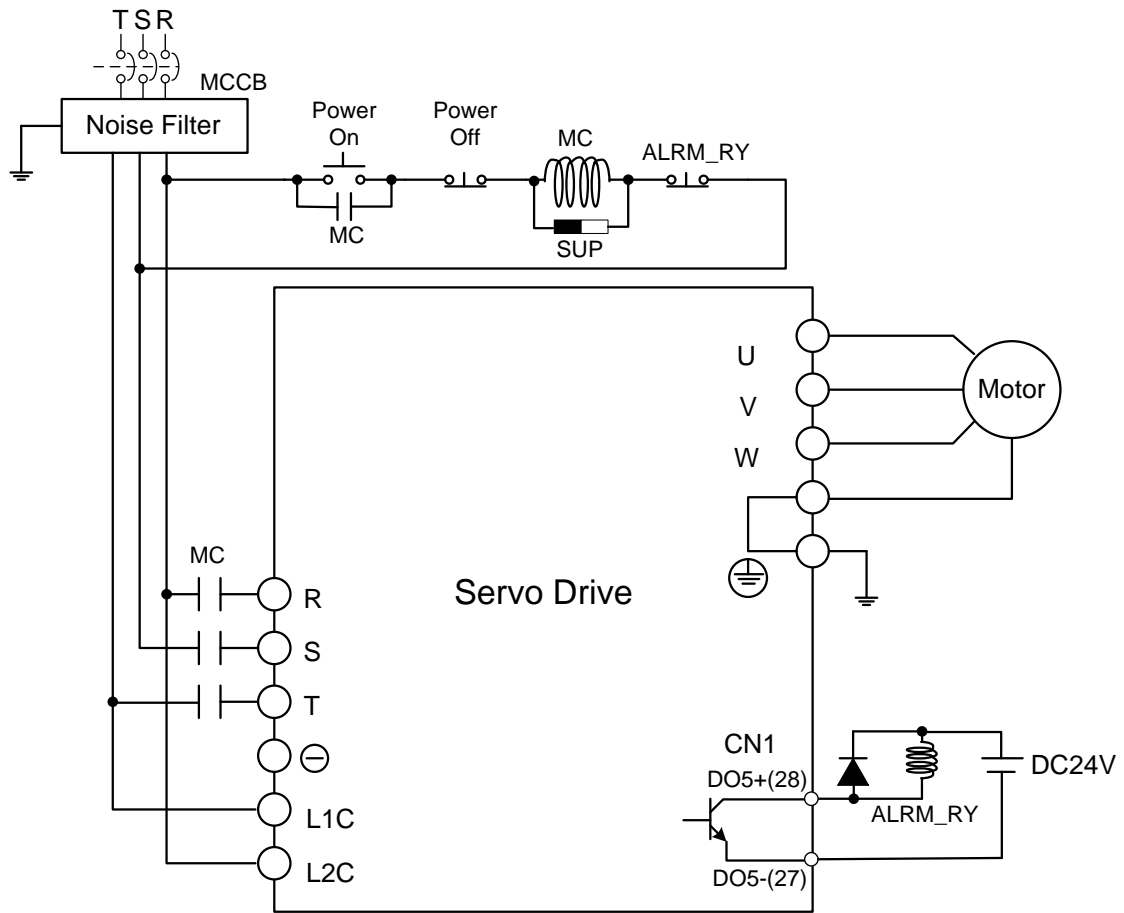 T S R
MCCB
Noise Filter
Power
On
Power
Off
MC
ALRM_RY
MC
SUP
U
V
W
Motor
MC
R
S
T
Servo Drive
L1C
L2C
CN1
DO5+(28)
DO5-(27)
ALRM_RY
DC24V